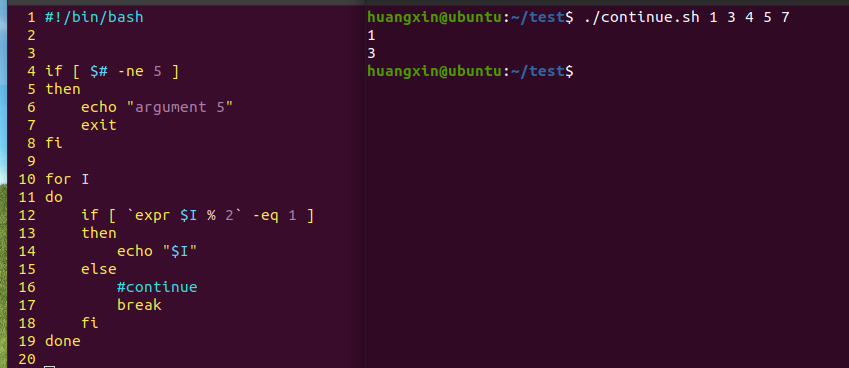 1 #!/bin/bash
2
3
4 if [ $# -ne 5 ]
5 then
6     echo "argument 5"
7     exit
8 fi
9
10 for I
11 do
12     if [ `expr $I % 2` -eq 1 ]
13     then
14         echo "$I"
15     else
16         #continue
17         break
18     fi
19 done
20
huangxin@ubuntu:~/test$ ./continue.sh 1 3 4 5 7
1
3
huangxin@ubuntu:~/test$